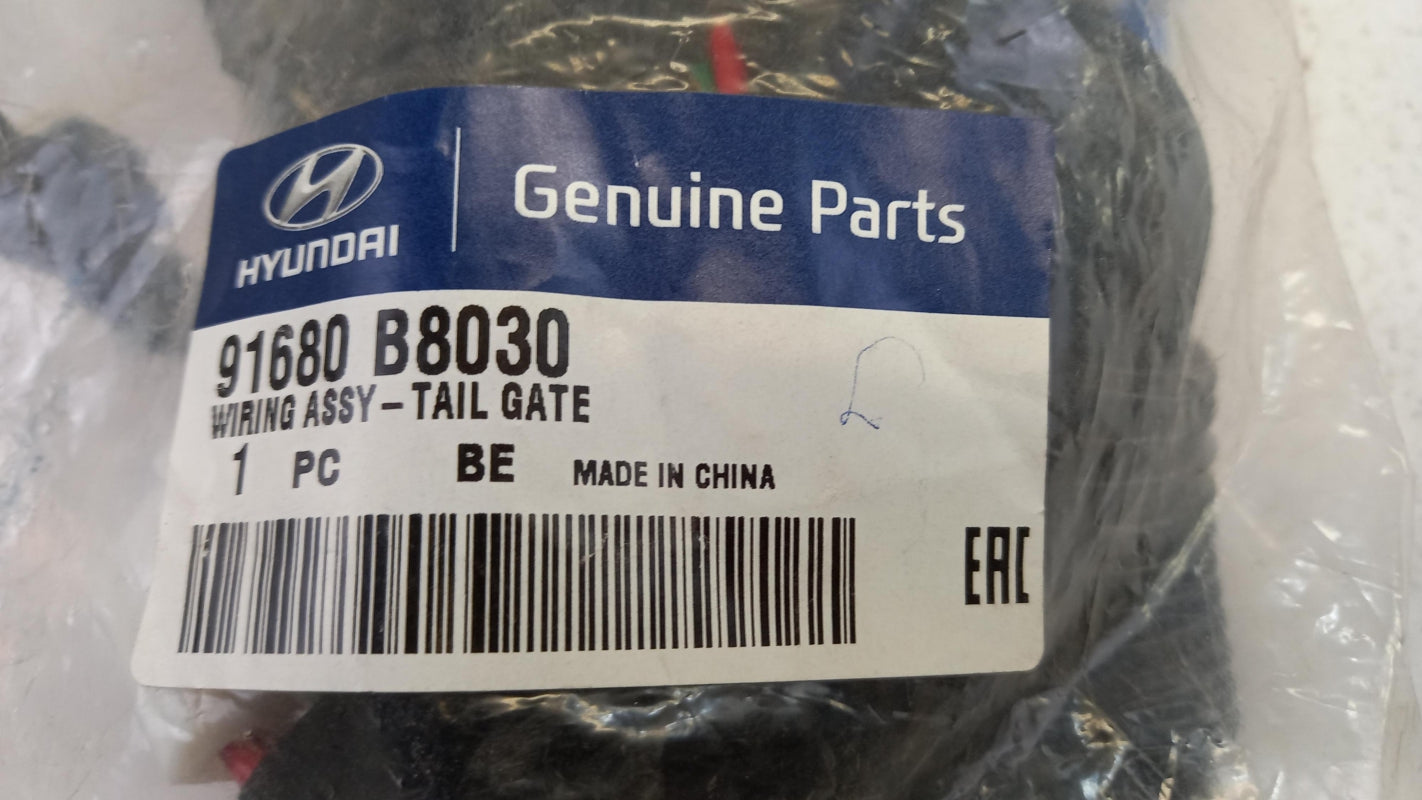 HYUNDAI
Genuine Parts
91680 B8030
WIRING ASSY-TAIL GATE
1 PC BE MADE IN CHINA
EAC